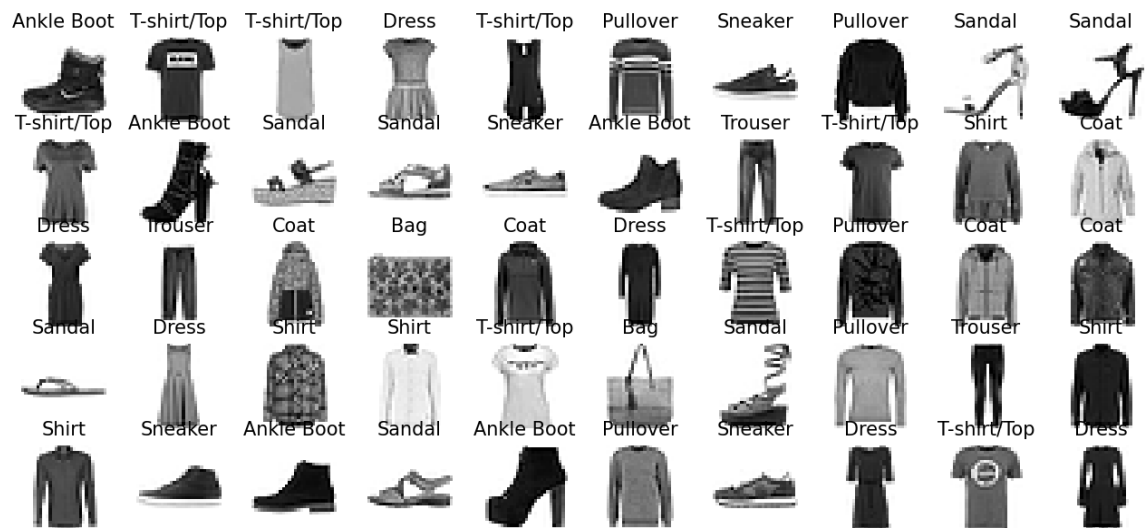 Ankle Boot T-shirt/Top T-shirt/Top Dress T-shirt/Top Pullover Sneaker Pullover Sandal Sandal
T-shirt/Top Ankle Boot Sandal Sandal Sneaker Ankle Boot Trouser T-shirt/Top Shirt Coat
Dress Trouser Coat Bag Coat Dress T-shirt/Top Pullover Coat Coat
Sandal Dress Shirt Shirt T-shirt/Top Bag Sandal Pullover Trouser Shirt
Shirt Sneaker Ankle Boot Sandal Ankle Boot Pullover Sneaker Dress T-shirt/Top Dress